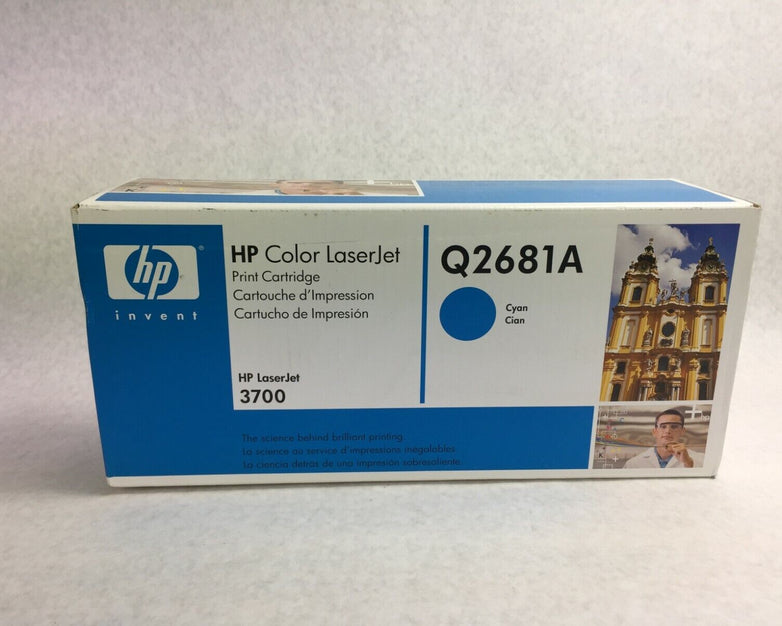 hp
invent
HP Color LaserJet
Print Cartridge
Cartouche d'Impression
Cartucho de Impresión
HP LaserJet
3700
Q2681A
Cyan
Cian
The science behind brilliant printing.
La science au service d'impressions inégalables.
La ciencia detrás de una impresión sobresaliente.